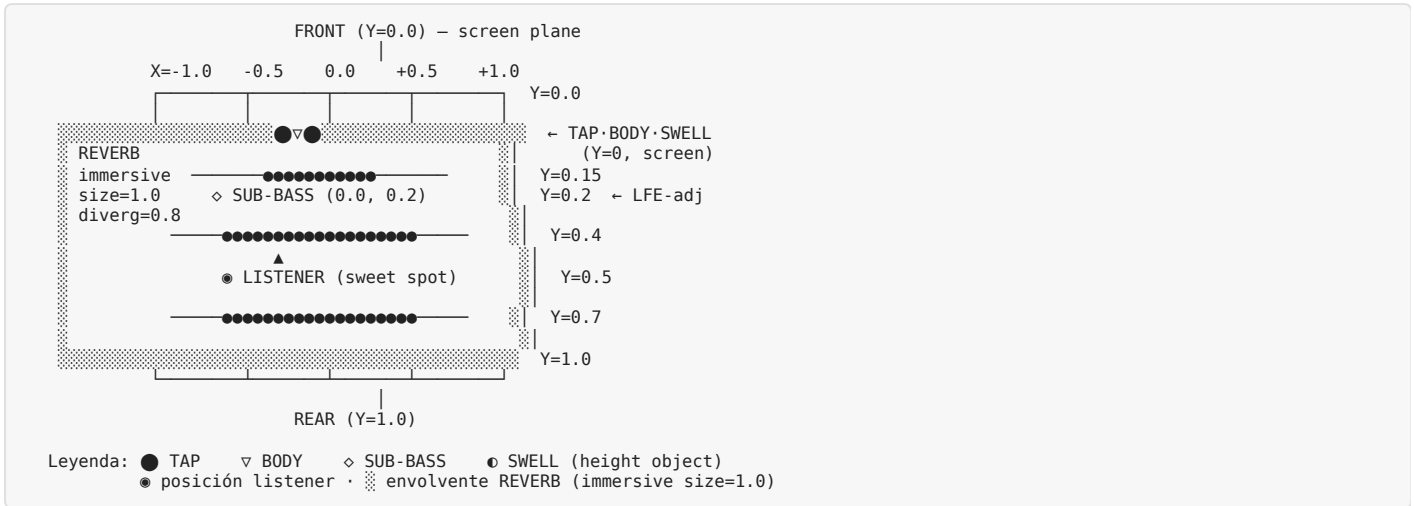 FRONT (Y=0.0) — screen plane
X=-1.0 -0.5 0.0 +0.5 +1.0
Y=0.0
← TAP·BODY·SWELL
REVERB (Y=0, screen)
immersive Y=0.15
size=1.0 ◇ SUB-BASS (0.0, 0.2) Y=0.2 ← LFE-adj
diverg=0.8
Y=0.4
◉ LISTENER (sweet spot) Y=0.5
Y=0.7
Y=1.0
REAR (Y=1.0)
Leyenda: ● TAP ▽ BODY ◇ SUB-BASS ◐ SWELL (height object)
◉ posición listener · ░ envolvente REVERB (immersive size=1.0)